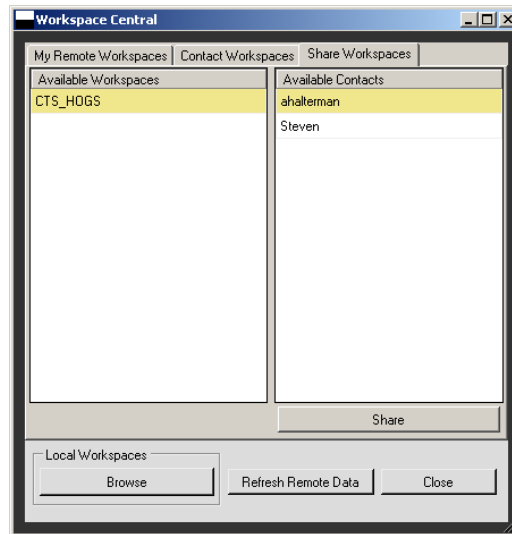 Workspace Central
My Remote Workspaces Contact Workspaces Share Workspaces
Available Workspaces Available Contacts
CTS_HOGS ahalterman
Steven
Share
Local Workspaces
Browse Refresh Remote Data Close